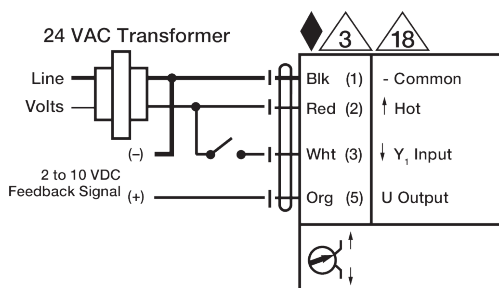 24 VAC Transformer
3 18
Line
Volts
Blk (1) - Common
Red (2) ↑ Hot
(–)
Wht (3) ↓ Y1 Input
2 to 10 VDC
Feedback Signal (+)
Org (5) U Output